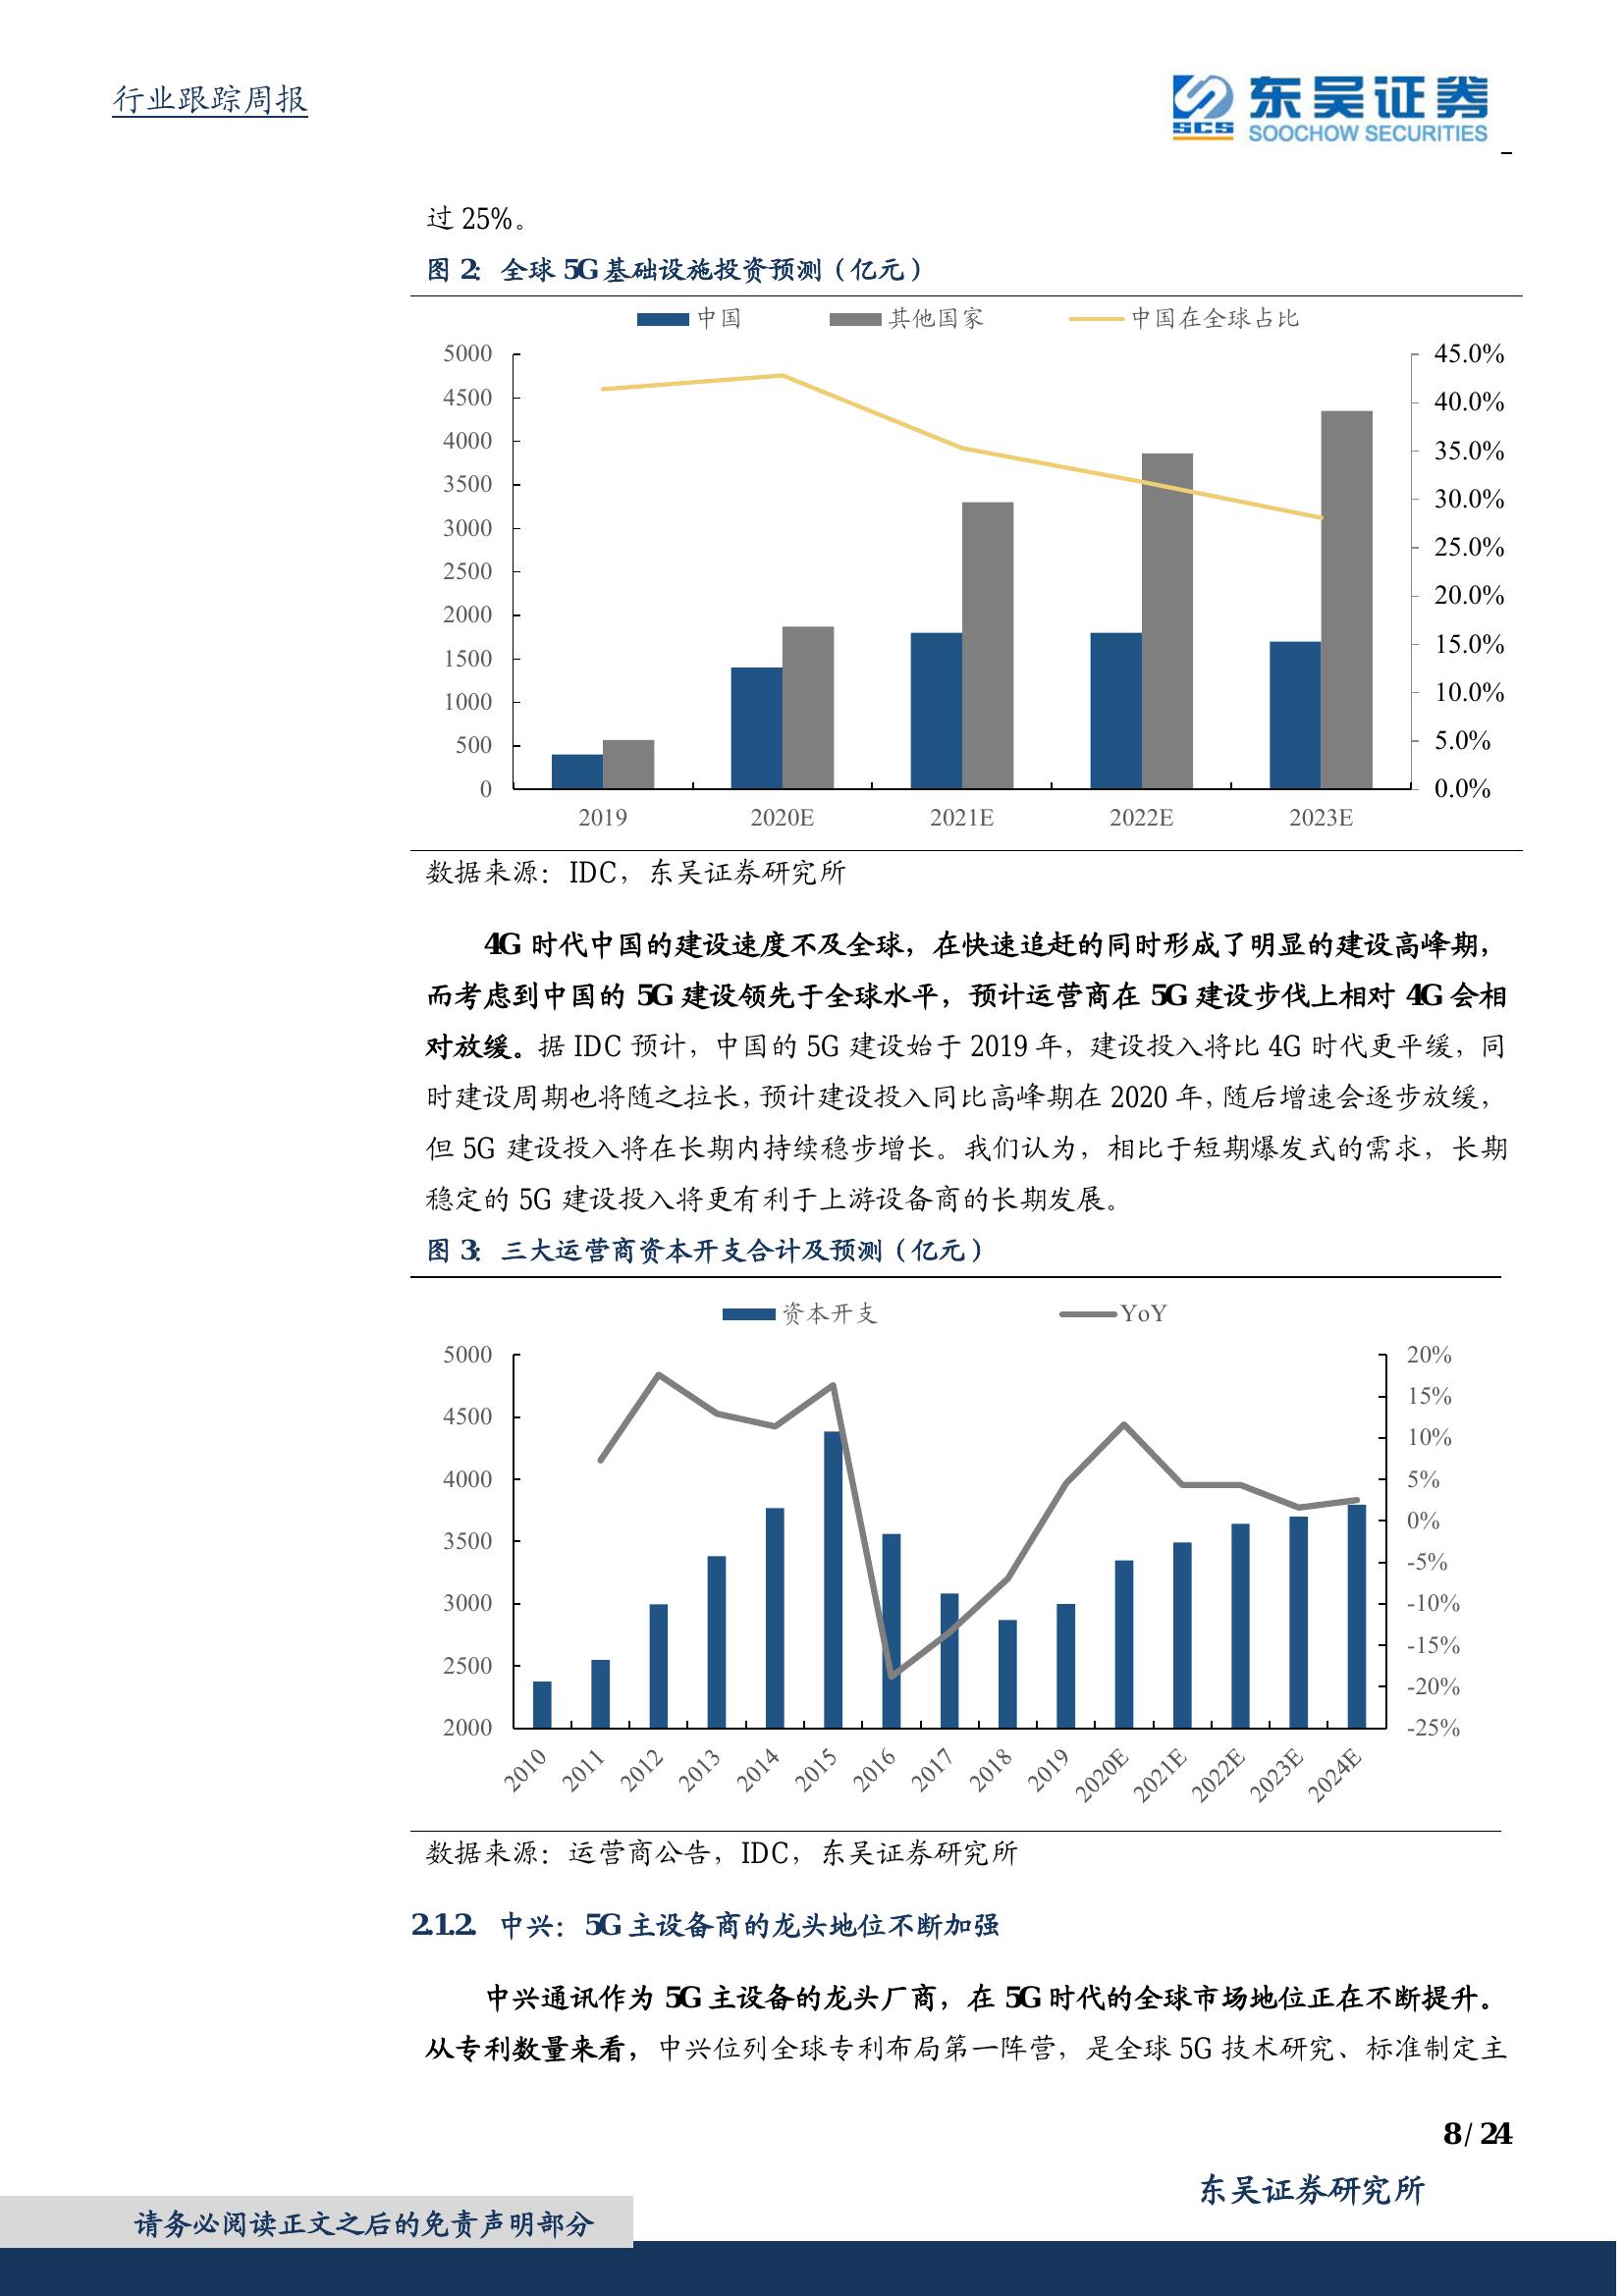 行业跟踪周报
东吴证券
SCS
SOOCHOW SECURITIES
过 25%。
图 2：全球 5G 基础设施投资预测（亿元）
中国 其他国家 中国在全球占比
5000 45.0%
4500 40.0%
4000 35.0%
3500 30.0%
3000 25.0%
2500 20.0%
2000 15.0%
1500 10.0%
1000 5.0%
500 0.0%
0
2019 2020E 2021E 2022E 2023E
数据来源：IDC，东吴证券研究所
4G 时代中国的建设速度不及全球，在快速追赶的同时形成了明显的建设高峰期，
而考虑到中国的 5G 建设领先于全球水平，预计运营商在 5G 建设步伐上相对 4G 会相
对放缓。据 IDC 预计，中国的 5G 建设始于 2019 年，建设投入将比 4G 时代更平缓，同
时建设周期也将随之拉长，预计建设投入同比高峰期在 2020 年，随后增速会逐步放缓，
但 5G 建设投入将在长期内持续稳步增长。我们认为，相比于短期爆发式的需求，长期
稳定的 5G 建设投入将更有利于上游设备商的长期发展。
图 3：三大运营商资本开支合计及预测（亿元）
资本开支 YoY
5000 20%
4500 15%
4000 10%
3500 5%
3000 0%
2500 -5%
2000 -10%
-15%
-20%
-25%
2010 2011 2012 2013 2014 2015 2016 2017 2018 2019 2020E 2021E 2022E 2023E 2024E
数据来源：运营商公告，IDC，东吴证券研究所
2.1.2. 中兴：5G 主设备商的龙头地位不断加强
中兴通讯作为 5G 主设备的龙头厂商，在 5G 时代的全球市场地位正在不断提升。
从专利数量来看，中兴位列全球专利布局第一阵营，是全球 5G 技术研究、标准制定主
8 / 24
东吴证券研究所
请务必阅读正文之后的免责声明部分